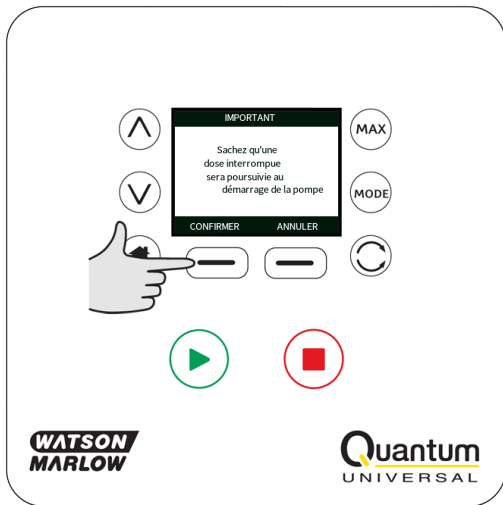 IMPORTANT
Sachez qu'une
dose interrompue
sera poursuivie au
démarrage de la pompe
CONFIRMER ANNULER
MAX
MODE
WATSON
MARLOW
Quantum
UNIVERSAL